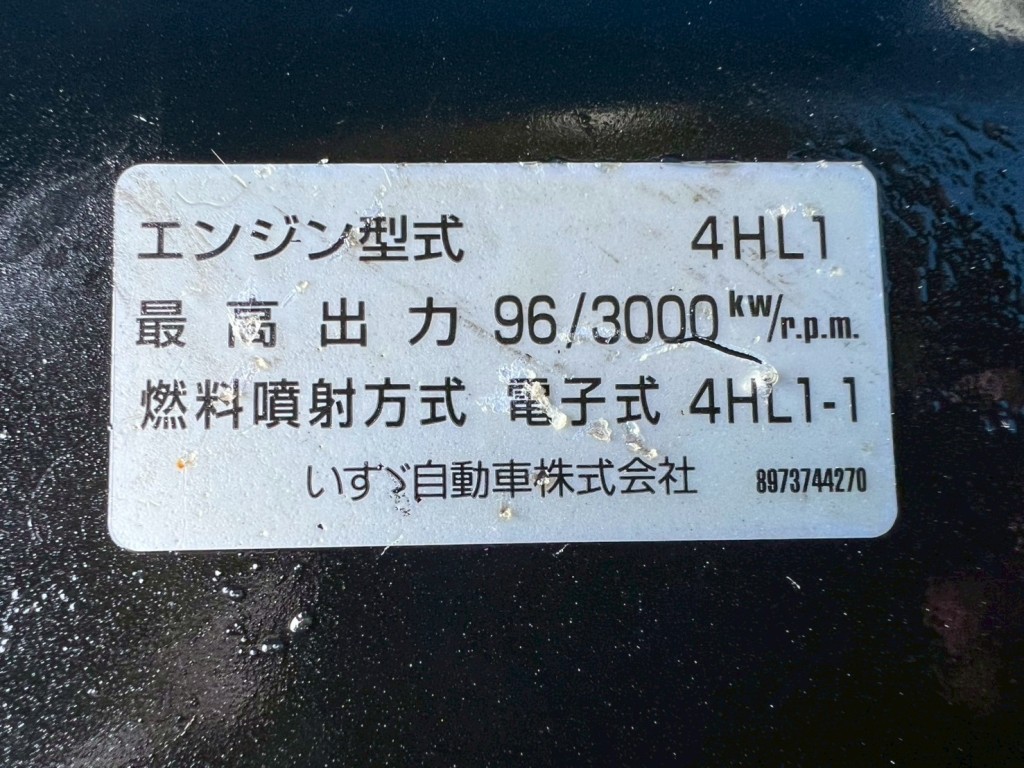 エンジン型式 4HL1
最高出力 96/3000 kw/r.p.m.
燃料噴射方式 電子式 4HL1-1
いすゞ自動車株式会社 8973744270